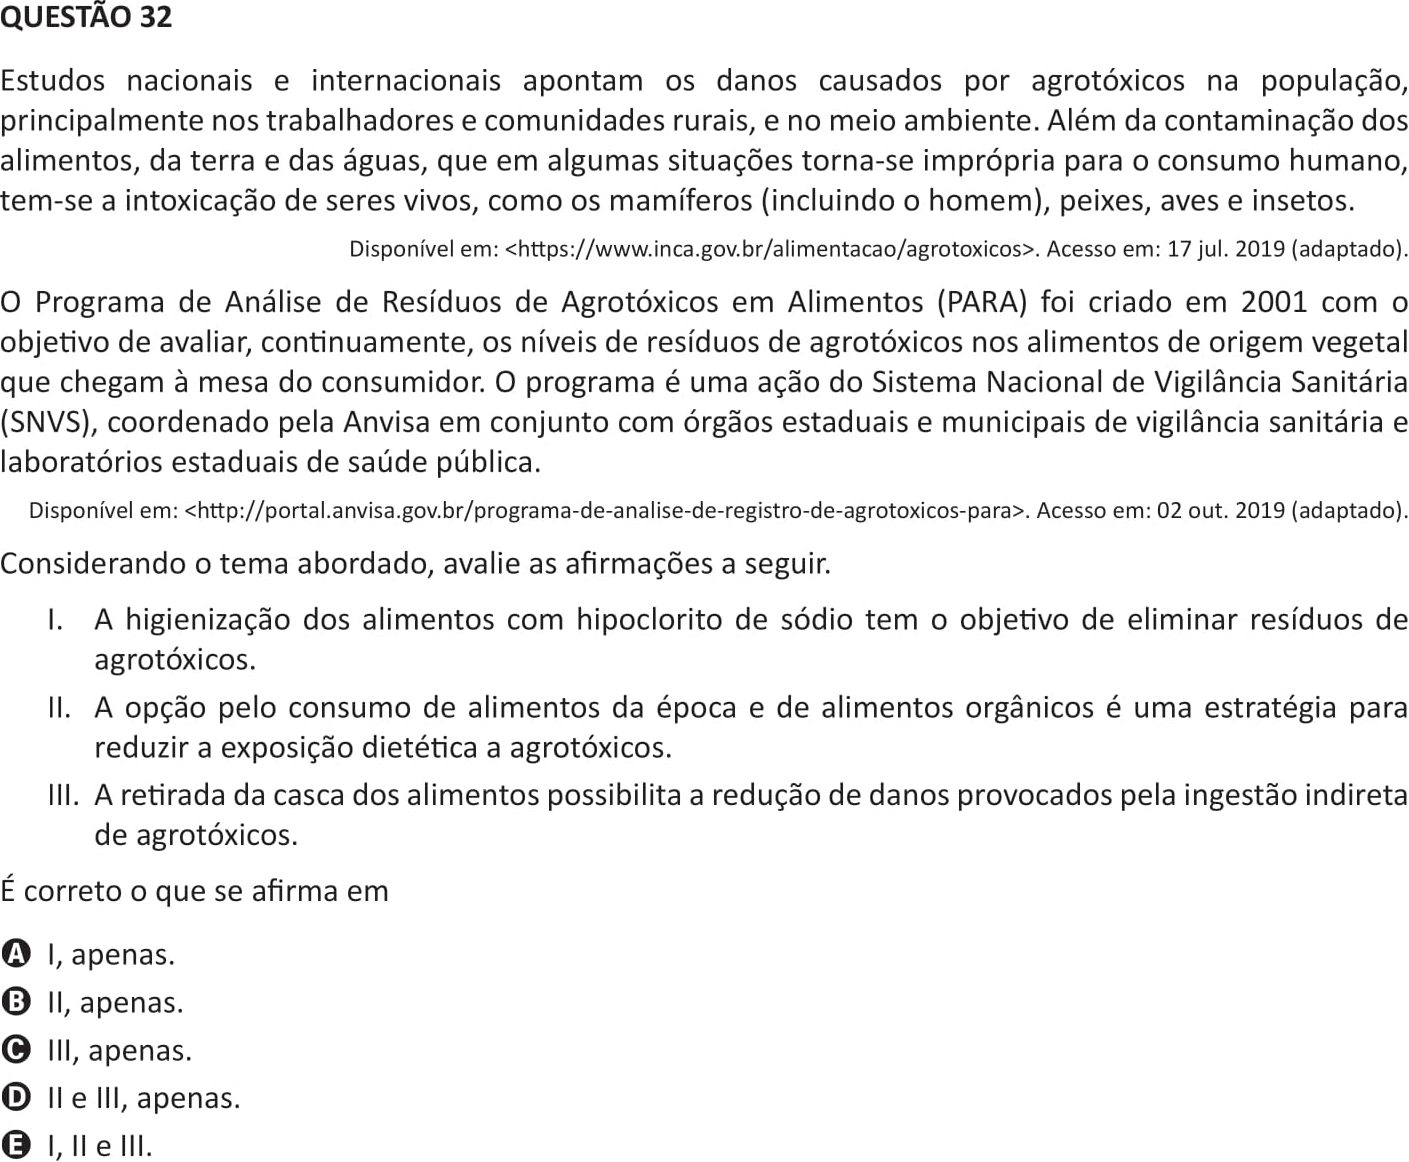 QUESTÃO 32
Estudos nacionais e internacionais apontam os danos causados por agrotóxicos na população,
principalmente nos trabalhadores e comunidades rurais, e no meio ambiente. Além da contaminação dos
alimentos, da terra e das águas, que em algumas situações torna-se imprópria para o consumo humano,
tem-se a intoxicação de seres vivos, como os mamíferos (incluindo o homem), peixes, aves e insetos.
Disponível em: <https://www.inca.gov.br/alimentacao/agrotoxicos>. Acesso em: 17 jul. 2019 (adaptado).
O Programa de Análise de Resíduos de Agrotóxicos em Alimentos (PARA) foi criado em 2001 com o
objetivo de avaliar, continuamente, os níveis de resíduos de agrotóxicos nos alimentos de origem vegetal
que chegam à mesa do consumidor. O programa é uma ação do Sistema Nacional de Vigilância Sanitária
(SNVS), coordenado pela Anvisa em conjunto com órgãos estaduais e municipais de vigilância sanitária e
laboratórios estaduais de saúde pública.
Disponível em: <http://portal.anvisa.gov.br/programa-de-analise-de-registro-de-agrotoxicos-para>. Acesso em: 02 out. 2019 (adaptado).
Considerando o tema abordado, avalie as afirmações a seguir.
I. A higienização dos alimentos com hipoclorito de sódio tem o objetivo de eliminar resíduos de
agrotóxicos.
II. A opção pelo consumo de alimentos da época e de alimentos orgânicos é uma estratégia para
reduzir a exposição dietética a agrotóxicos.
III. A retirada da casca dos alimentos possibilita a redução de danos provocados pela ingestão indireta
de agrotóxicos.
É correto o que se afirma em
A I, apenas.
B II, apenas.
C III, apenas.
D II e III, apenas.
E I, II e III.